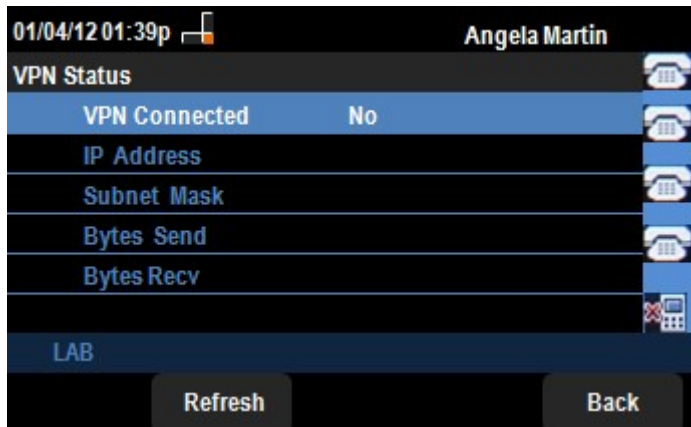 01/04/12 01:39p Angela Martin
VPN Status
VPN Connected No
IP Address
Subnet Mask
Bytes Send
Bytes Recv
LAB
Refresh Back